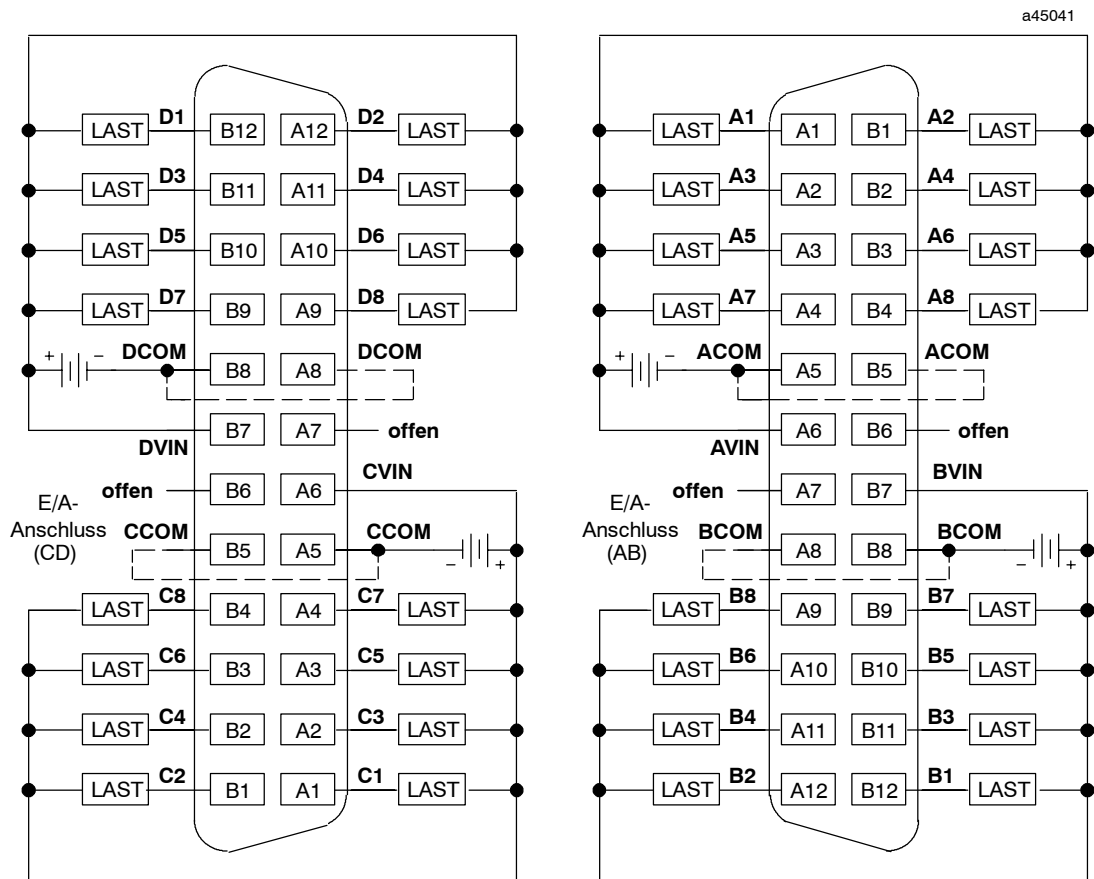 a45041
LAST D1 B12 A12 D2 LAST
LAST D3 B11 A11 D4 LAST
LAST D5 B10 A10 D6 LAST
LAST D7 B9 A9 D8 LAST
+ − DCOM B8 A8 DCOM
DVIN B7 A7 offen
offen B6 A6 CVIN
E/A-
Anschluss
(CD)
CCOM B5 A5 CCOM − +
LAST C8 B4 A4 C7 LAST
LAST C6 B3 A3 C5 LAST
LAST C4 B2 A2 C3 LAST
LAST C2 B1 A1 C1 LAST
LAST A1 A1 B1 A2 LAST
LAST A3 A2 B2 A4 LAST
LAST A5 A3 B3 A6 LAST
LAST A7 A4 B4 A8 LAST
+ − ACOM A5 B5 ACOM
AVIN A6 B6 offen
offen A7 B7 BVIN
E/A-
Anschluss
(AB)
BCOM A8 B8 BCOM − +
LAST B8 A9 B9 B7 LAST
LAST B6 A10 B10 B5 LAST
LAST B4 A11 B11 B3 LAST
LAST B2 A12 B12 B1 LAST